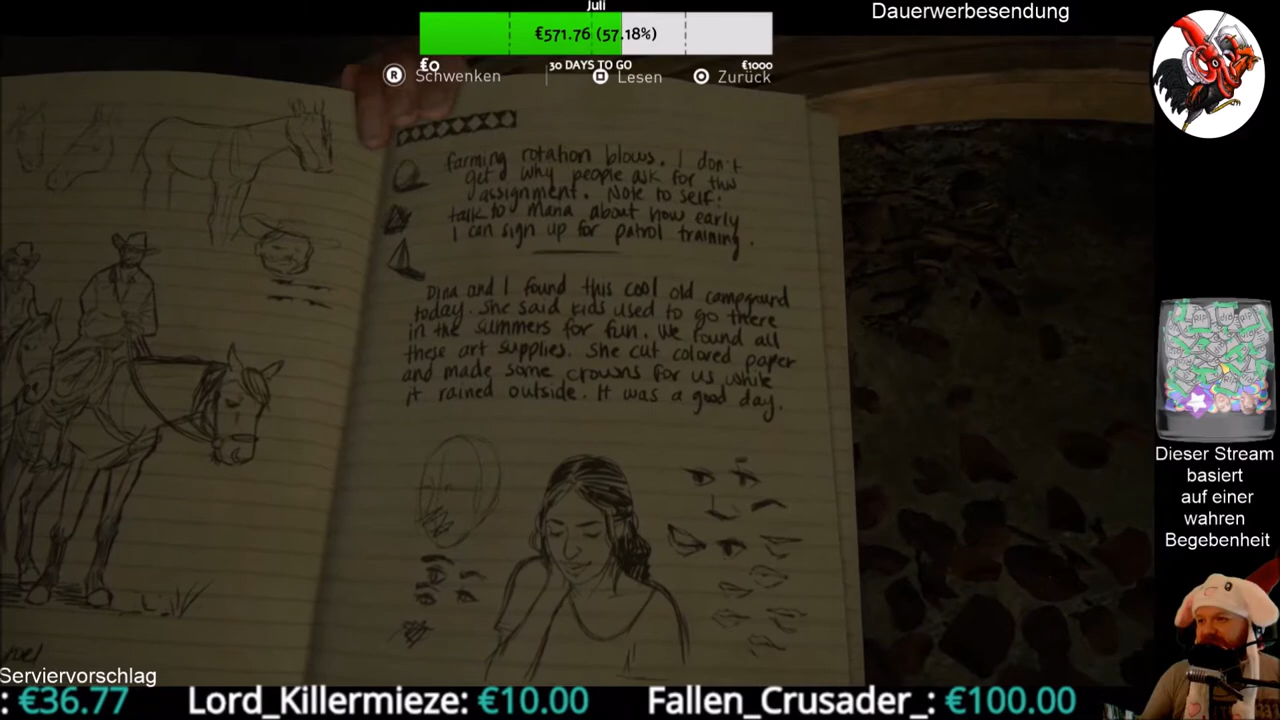 Juli
Dauerwerbesendung
€571.76 (57.18%)
€0
30 DAYS TO GO
€1000
R Schwenken
Lesen
Zurück
farming rotation blows. I don't
get why people ask for this
assignment. Note to self:
talk to Maria about how early
I can sign up for patrol training.
Dina and I found this cool old campground
today. She said kids used to go there
in the summers for fun. We found all
these art supplies. She cut colored paper
and made some crowns for us while
it rained outside. It was a good day.
Dieser Stream
basiert
auf einer
wahren
Begebenheit
Serviervorschlag
: €36.77 Lord_Killermieze: €10.00 Fallen_Crusader_: €100.00